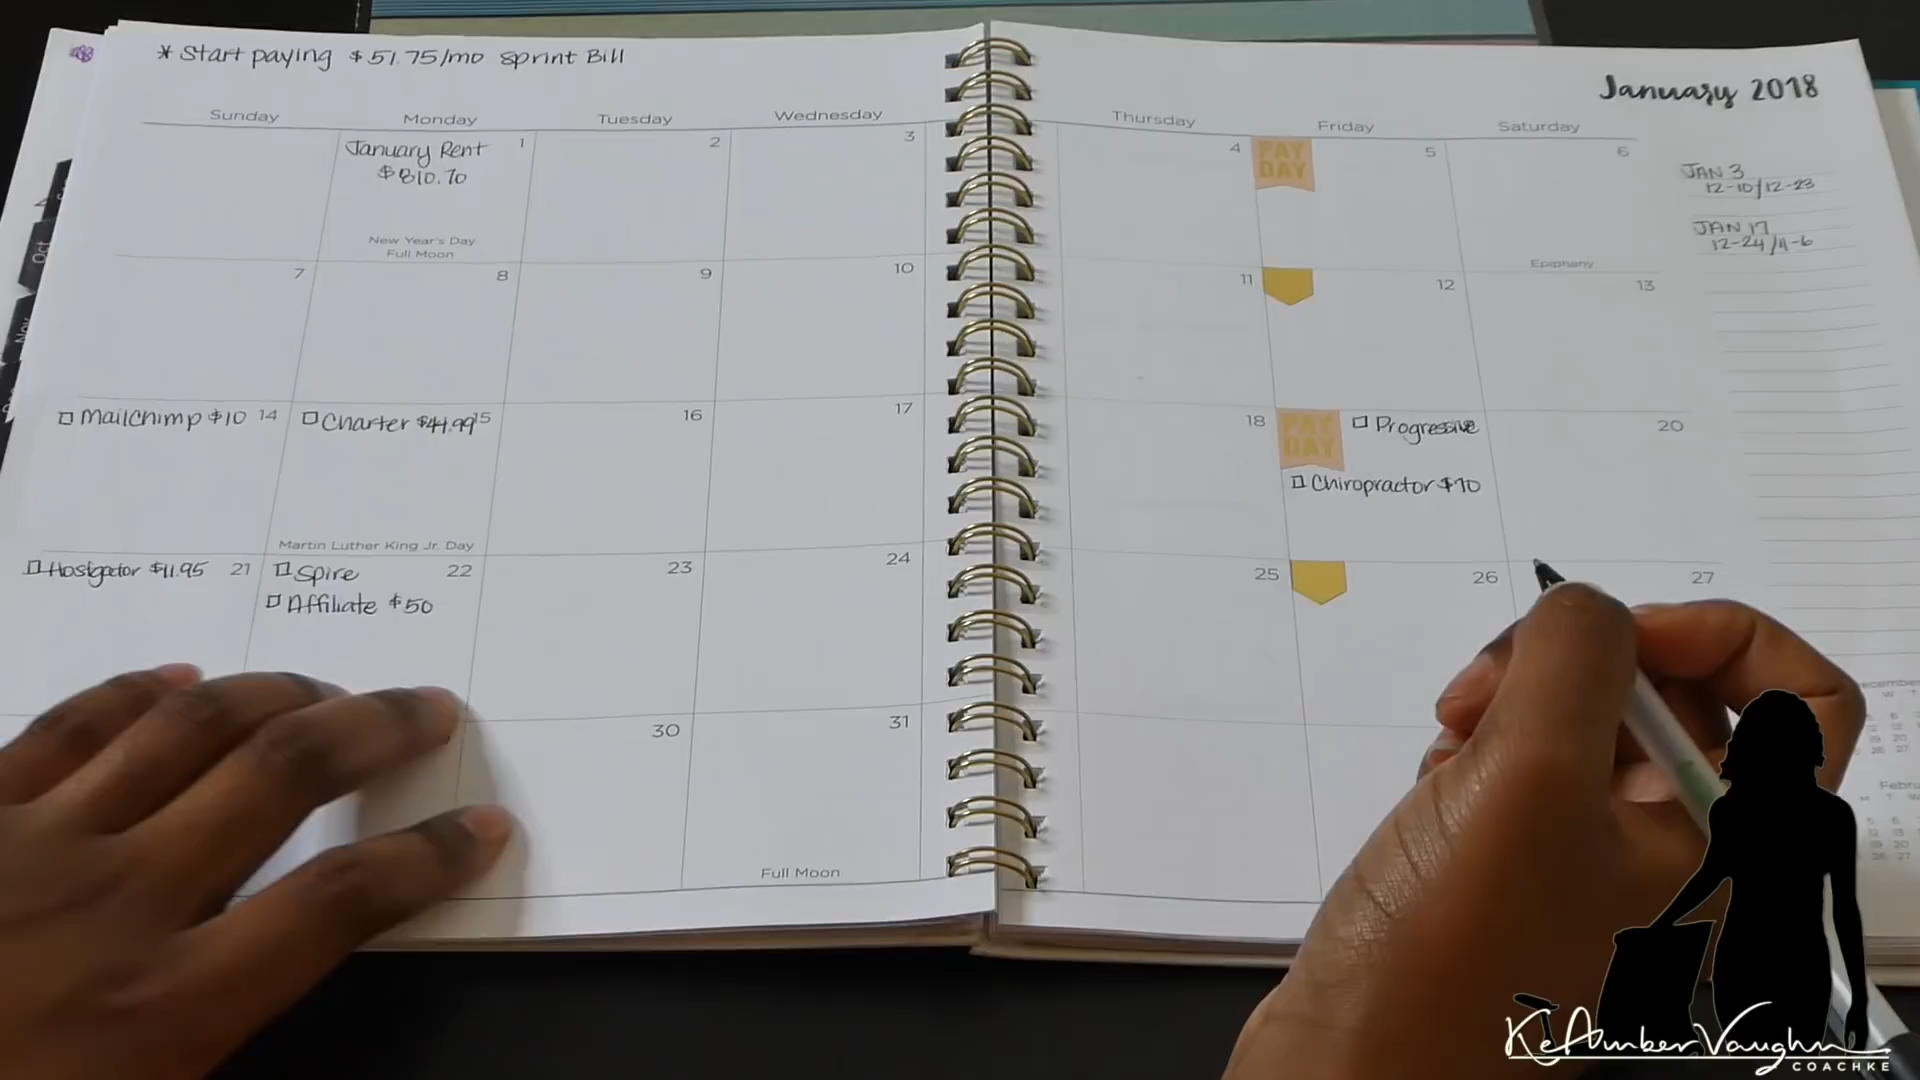 * Start paying $51.75/mo Sprint Bill
January 2018
Sunday Monday Tuesday Wednesday Thursday Friday Saturday
January Rent 1
$810.70
New Year's Day
Full Moon
2
3
4
PAY
DAY
5
6
Epiphany
JAN 3
12-10/12-23
JAN 17
12-24/
7
8
9
10
11
12
13
Mailchimp $10 14
Charter $44.99 15
Martin Luther King Jr. Day
16
17
18
PAY
DAY
Progressive
Chiropractor
20
Hostgator $11.95 21
Spire 22
Affiliate $50
23
24
25
26
27
30
31
Full Moon
Oct
Nov
KeAmber Vaughn
COACHKE